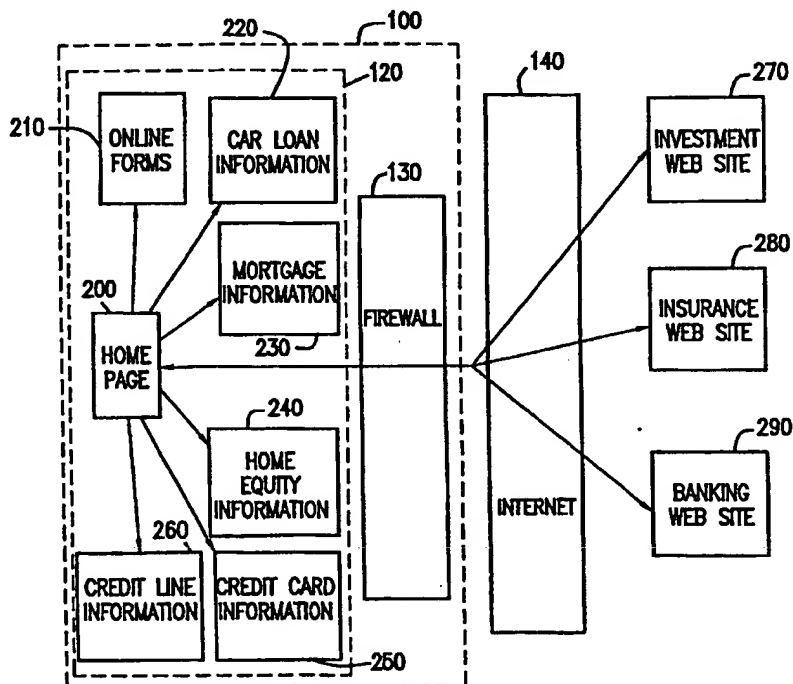 100
220
120
140
270
210
ONLINE
FORMS
CAR LOAN
INFORMATION
INVESTMENT
WEB SITE
130
MORTGAGE
INFORMATION
280
200
FIREWALL
INSURANCE
WEB SITE
230
HOME
PAGE
240
290
HOME
EQUITY
INFORMATION
INTERNET
BANKING
WEB SITE
260
CREDIT LINE
INFORMATION
CREDIT CARD
INFORMATION
250